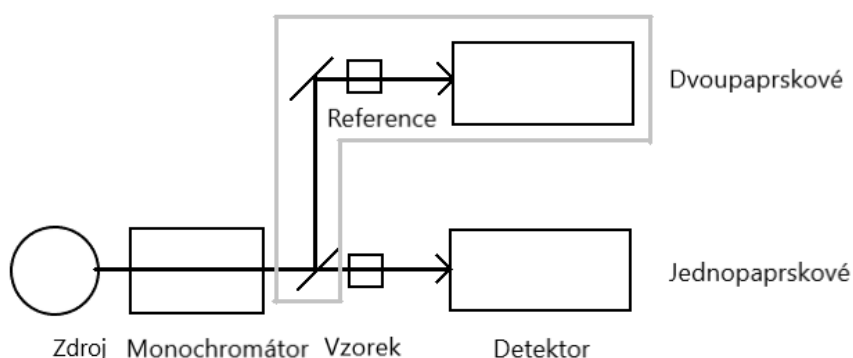 Dvoupaprskové
Reference
Jednopaprskové
Zdroj Monochromátor Vzorek Detektor